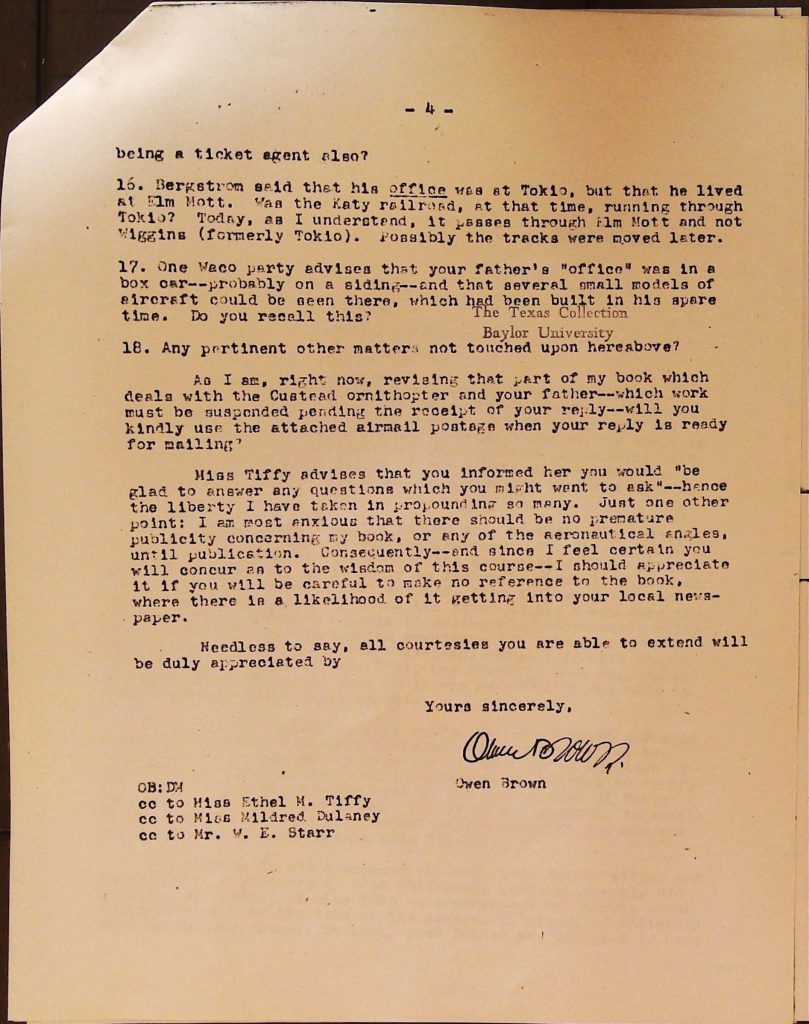 - 4 -
being a ticket agent also?
16. Bergstrom said that his office was at Tokio, but that he lived
at Elm Mott. Was the Katy railroad, at that time, running through
Tokio? Today, as I understand, it passes through Elm Mott and not
Wiggins (formerly Tokio). Possibly the tracks were moved later.
17. One Waco party advises that your father's "office" was in a
box car--probably on a siding--and that several small models of
aircraft could be seen there, which had been built in his spare
time. Do you recall this?
The Texas Collection
Baylor University
18. Any pertinent other matters not touched upon hereabove?
As I am, right now, revising that part of my book which
deals with the Custead ornithopter and your father--which work
must be suspended pending the receipt of your reply--will you
kindly use the attached airmail postage when your reply is ready
for mailing?
Miss Tiffy advises that you informed her you would "be
glad to answer any questions which you might want to ask"--hence
the liberty I have taken in propounding so many. Just one other
point: I am most anxious that there should be no premature
publicity concerning my book, or any of the aeronautical angles,
until publication. Consequently--and since I feel certain you
will concur as to the wisdom of this course--I should appreciate
it if you will be careful to make no reference to the book,
where there is a likelihood of it getting into your local news-
paper.
Needless to say, all courtesies you are able to extend will
be duly appreciated by
Yours sincerely,
Owen Brown
Owen Brown
OB:DM
cc to Miss Ethel M. Tiffy
cc to Miss Mildred Dulaney
cc to Mr. W. E. Starr